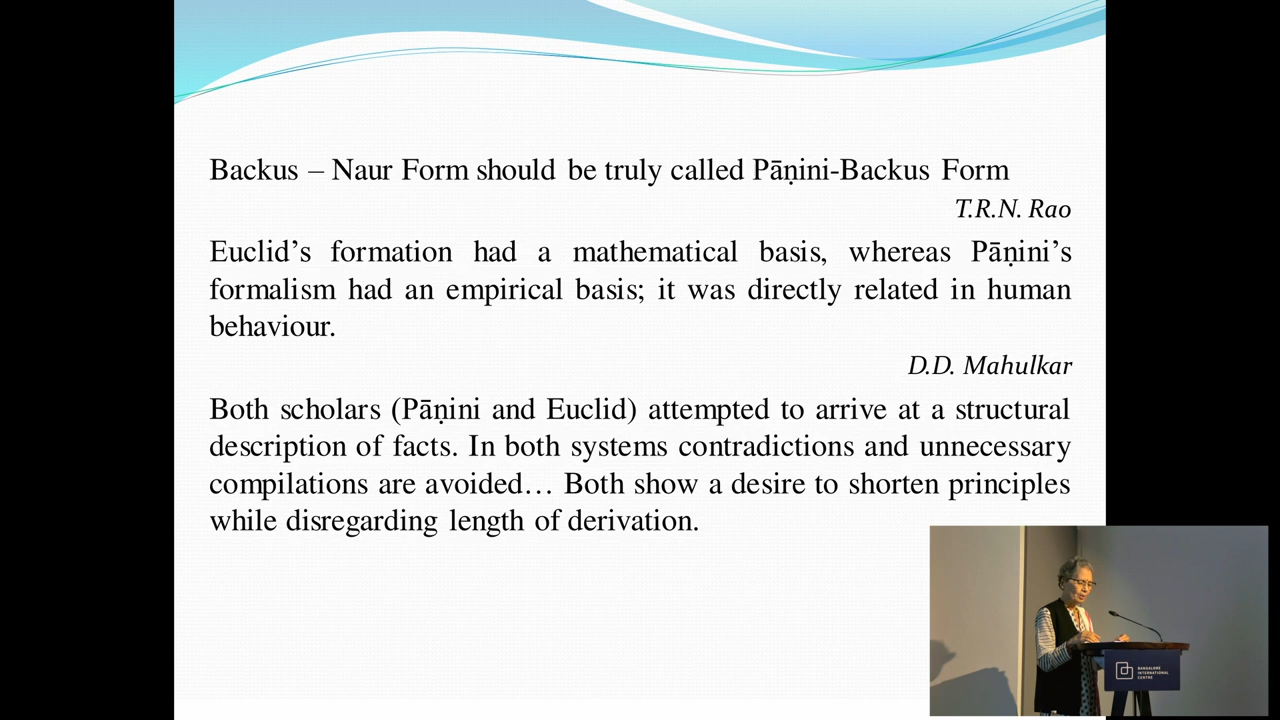 Backus – Naur Form should be truly called Pāṇini-Backus Form
T.R.N. Rao
Euclid’s formation had a mathematical basis, whereas Pāṇini’s
formalism had an empirical basis; it was directly related in human
behaviour.
D.D. Mahulkar
Both scholars (Pāṇini and Euclid) attempted to arrive at a structural
description of facts. In both systems contradictions and unnecessary
compilations are avoided… Both show a desire to shorten principles
while disregarding length of derivation.
BANGALORE
INTERNATIONAL
CENTRE